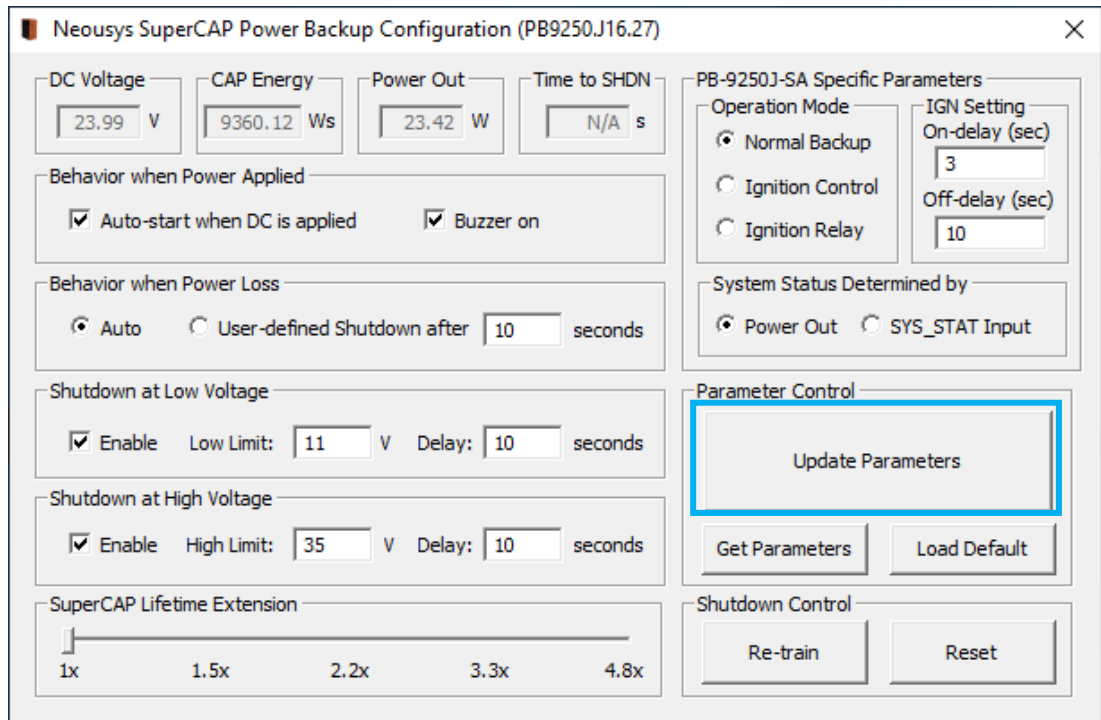 Neousys SuperCAP Power Backup Configuration (PB9250.J16.27)
DC Voltage
23.99 V
CAP Energy
9360.12 Ws
Power Out
23.42 W
Time to SHDN
N/A s
Behavior when Power Applied
Auto-start when DC is applied
Buzzer on
Behavior when Power Loss
Auto
User-defined Shutdown after 10 seconds
Shutdown at Low Voltage
Enable Low Limit: 11 V Delay: 10 seconds
Shutdown at High Voltage
Enable High Limit: 35 V Delay: 10 seconds
SuperCAP Lifetime Extension
1x 1.5x 2.2x 3.3x 4.8x
PB-9250J-SA Specific Parameters
Operation Mode
Normal Backup
Ignition Control
Ignition Relay
IGN Setting
On-delay (sec)
3
Off-delay (sec)
10
System Status Determined by
Power Out
SYS_STAT Input
Parameter Control
Update Parameters
Get Parameters
Load Default
Shutdown Control
Re-train
Reset